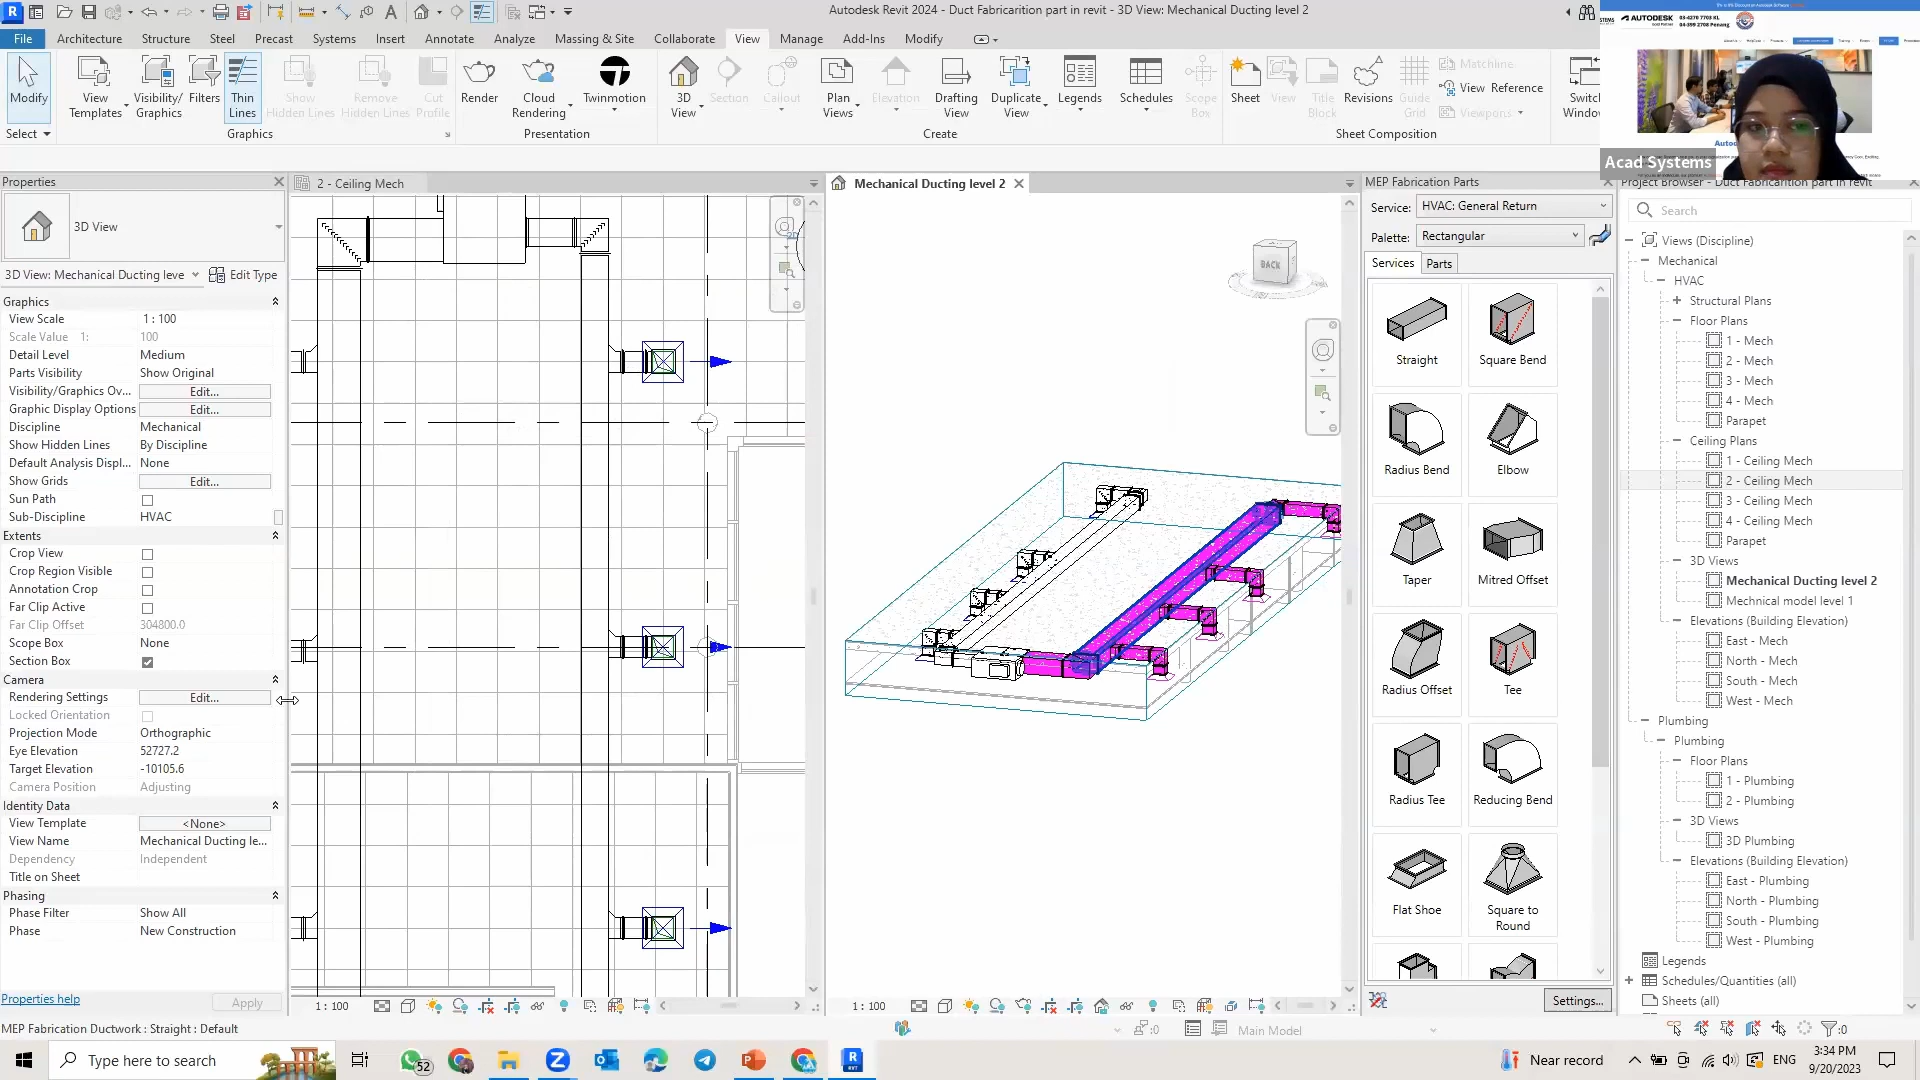 Autodesk Revit 2024 - Duct Fabricarition part in revit - 3D View: Mechanical Ducting level 2
AUTODESK
03-4270 7703 KL
04-399 2708 Penang
File Architecture Structure Steel Precast Systems Insert Annotate Analyze Massing & Site Collaborate View Manage Add-Ins Modify
Modify
View Templates
Visibility/ Graphics
Filters
Thin Lines
Show Hidden Lines
Remove Hidden Lines
Cut Profile
Render
Cloud Rendering
Twinmotion
3D View
Section
Callout
Plan Views
Elevation
Drafting View
Duplicate View
Legends
Schedules
Scope Box
Sheet
View
Title Block
Revisions
Guide Grid
Matchline
View Reference
Viewports
Switch
Select
Graphics
Presentation
Create
Sheet Composition
Acad Systems
Properties
2 - Ceiling Mech
Mechanical Ducting level 2
MEP Fabrication Parts
Project Browser - Duct Fabricarition part in revit
3D View
3D View: Mechanical Ducting leve
Edit Type
Graphics
View Scale 1 : 100
Scale Value 1: 100
Detail Level Medium
Parts Visibility Show Original
Visibility/Graphics Ov... Edit...
Graphic Display Options Edit...
Discipline Mechanical
Show Hidden Lines By Discipline
Default Analysis Displ... None
Show Grids Edit...
Sun Path
Sub-Discipline HVAC
Extents
Crop View
Crop Region Visible
Annotation Crop
Far Clip Active
Far Clip Offset 304800.0
Scope Box None
Section Box
Camera
Rendering Settings Edit...
Locked Orientation
Projection Mode Orthographic
Eye Elevation 52727.2
Target Elevation -10105.6
Camera Position Adjusting
Identity Data
View Template <None>
View Name Mechanical Ducting le...
Dependency Independent
Title on Sheet
Phasing
Phase Filter Show All
Phase New Construction
Properties help
Apply
1 : 100
BACK
1 : 100
Service: HVAC: General Return
Palette: Rectangular
Services Parts
Straight
Square Bend
Radius Bend
Elbow
Taper
Mitred Offset
Radius Offset
Tee
Radius Tee
Reducing Bend
Flat Shoe
Square to Round
Settings...
Search
Views (Discipline)
Mechanical
HVAC
Structural Plans
Floor Plans
1 - Mech
2 - Mech
3 - Mech
4 - Mech
Parapet
Ceiling Plans
1 - Ceiling Mech
2 - Ceiling Mech
3 - Ceiling Mech
4 - Ceiling Mech
Parapet
3D Views
Mechanical Ducting level 2
Mechnical model level 1
Elevations (Building Elevation)
East - Mech
North - Mech
South - Mech
West - Mech
Plumbing
Plumbing
Floor Plans
1 - Plumbing
2 - Plumbing
3D Views
3D Plumbing
Elevations (Building Elevation)
East - Plumbing
North - Plumbing
South - Plumbing
West - Plumbing
Legends
Schedules/Quantities (all)
Sheets (all)
MEP Fabrication Ductwork : Straight : Default
:0
Main Model
:0
Type here to search
52
Near record
ENG
3:34 PM
9/20/2023